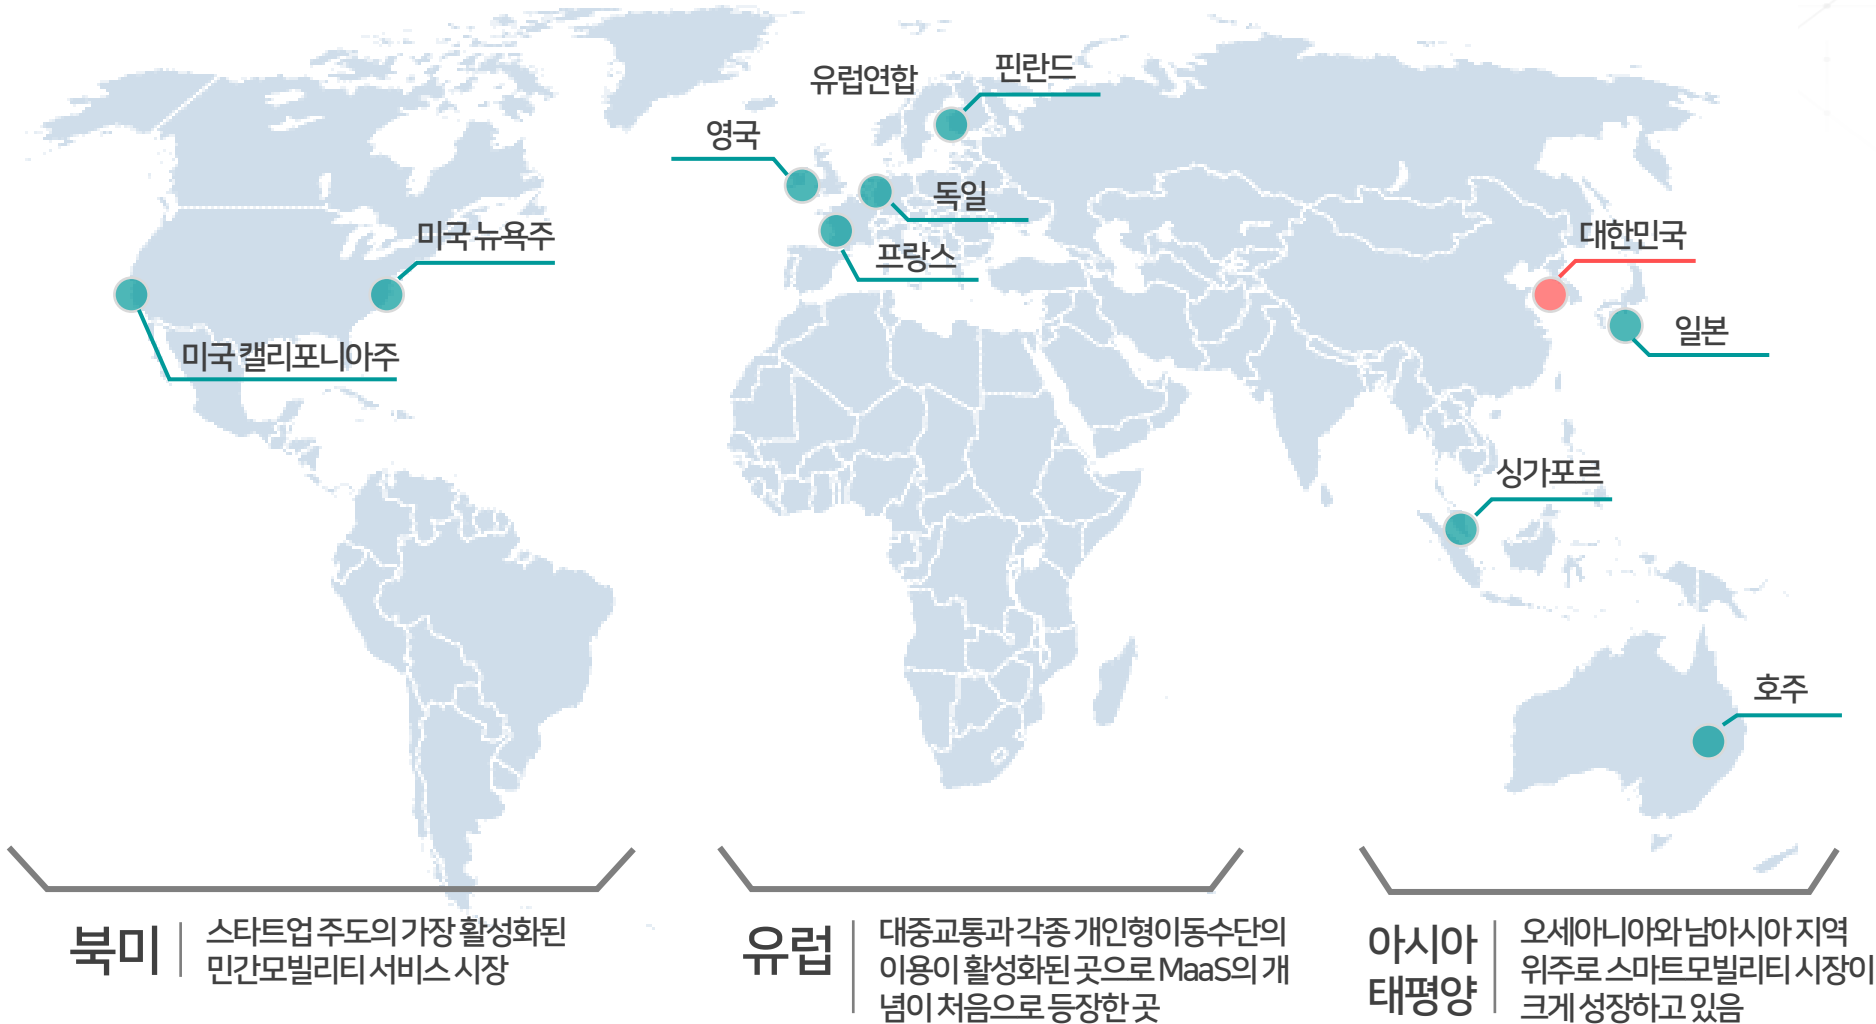 유럽연합
핀란드
영국
독일
프랑스
미국 뉴욕주
미국 캘리포니아주
대한민국
일본
싱가포르
호주
북미
스타트업 주도의 가장 활성화된
민간모빌리티 서비스 시장
유럽
대중교통과 각종 개인형이동수단의
이용이 활성화된 곳으로 MaaS의 개
념이 처음으로 등장한 곳
아시아
태평양
오세아니아와 남아시아 지역
위주로 스마트모빌리티 시장이
크게 성장하고 있음